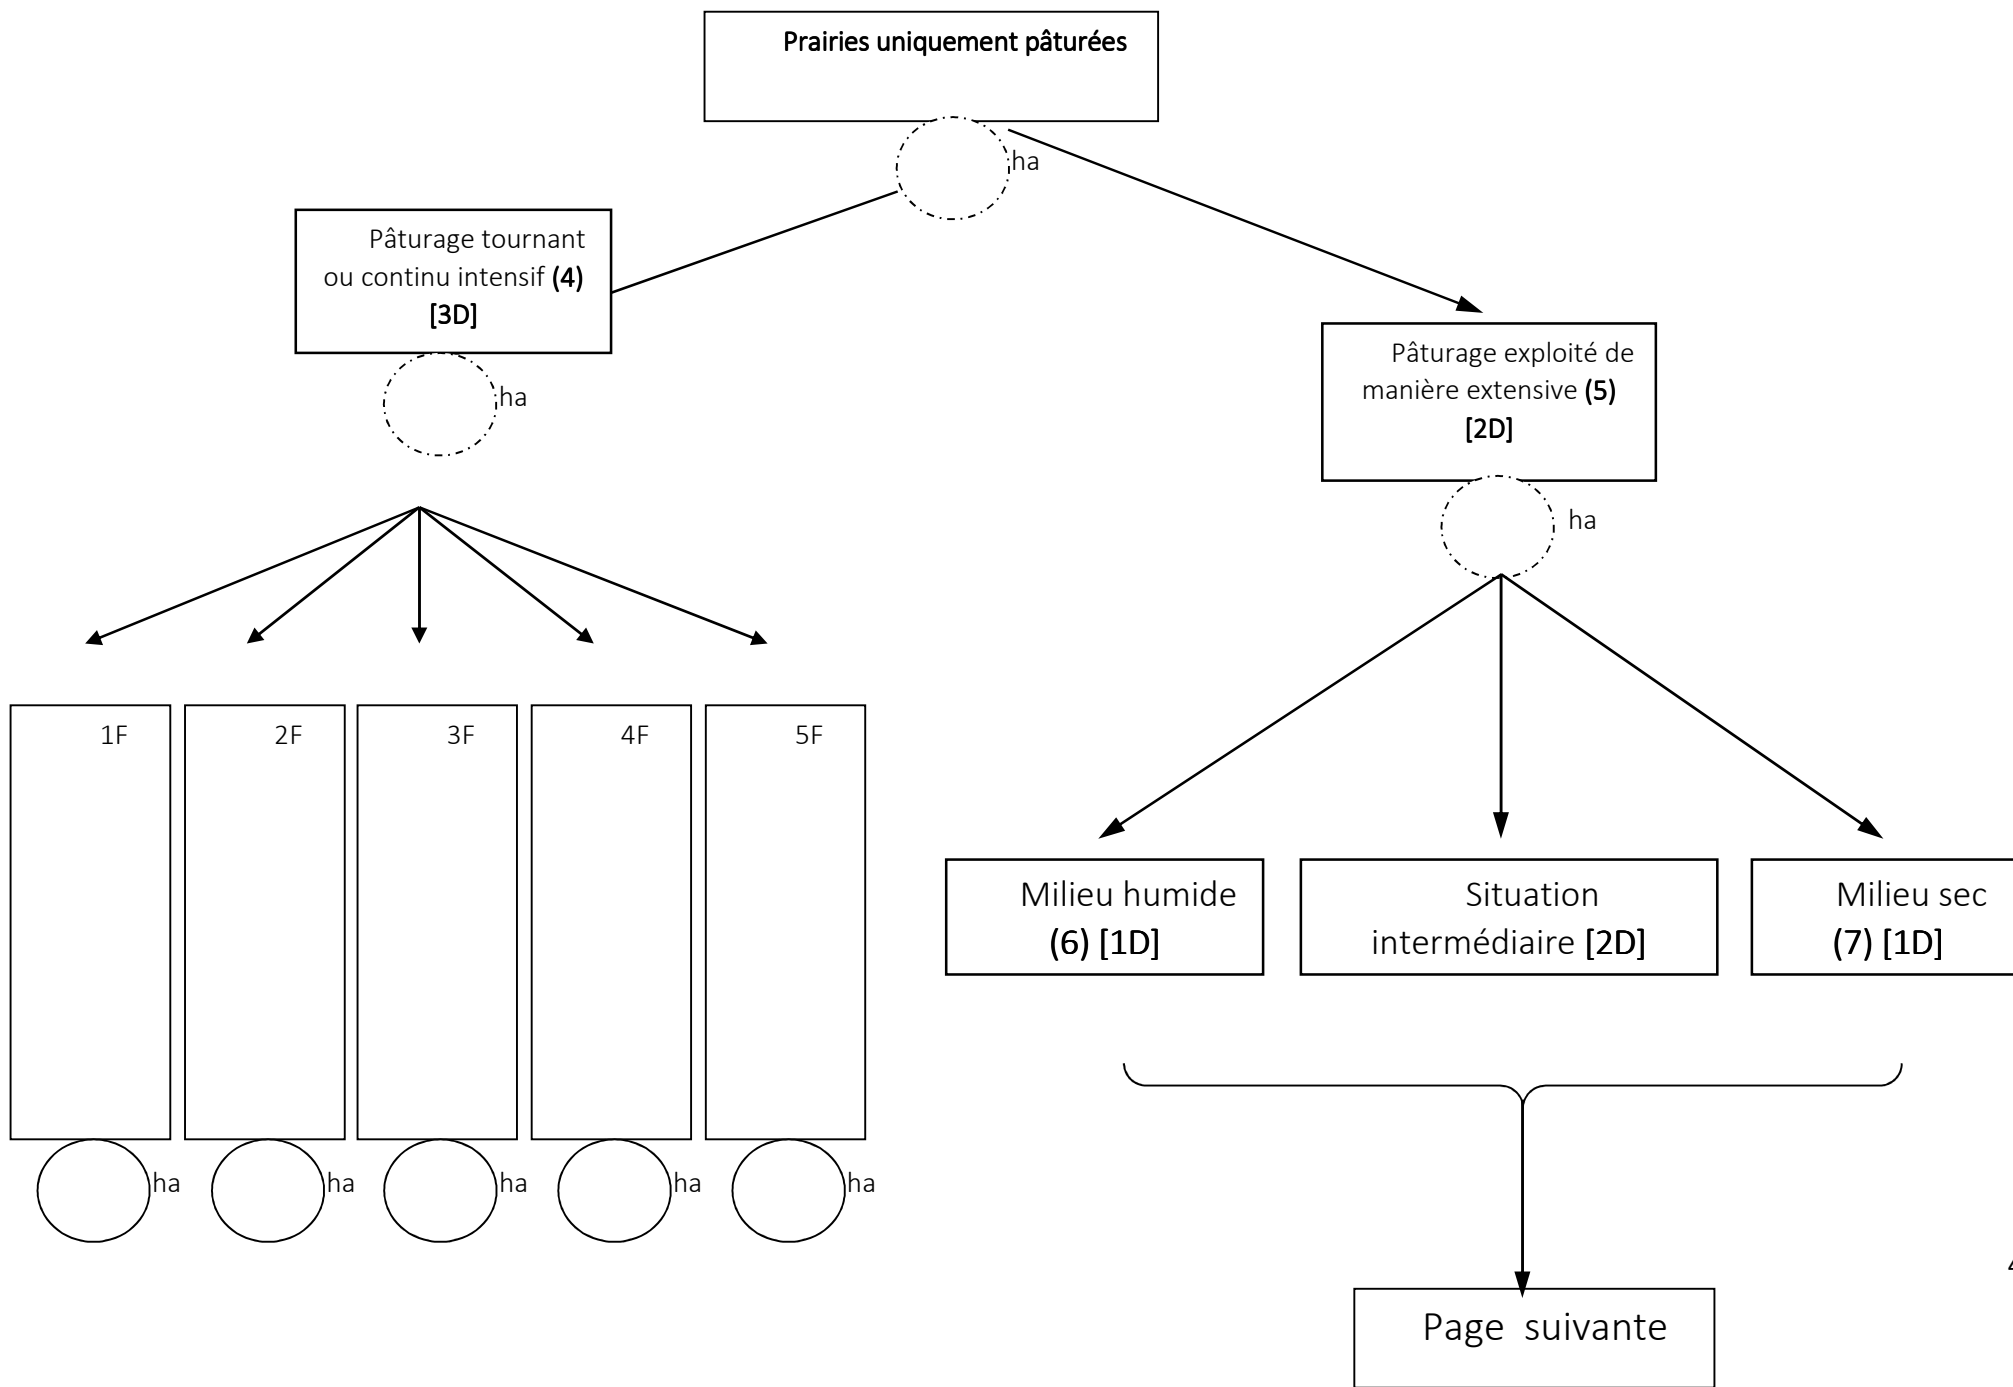 Prairies uniquement pâturées
ha
Pâturage tournant
ou continu intensif (4)
[3D]
ha
Pâturage exploité de
manière extensive (5)
[2D]
ha
1F
2F
3F
4F
5F
ha
ha
ha
ha
ha
Milieu humide
(6) [1D]
Situation
intermédiaire [2D]
Milieu sec
(7) [1D]
Page suivante